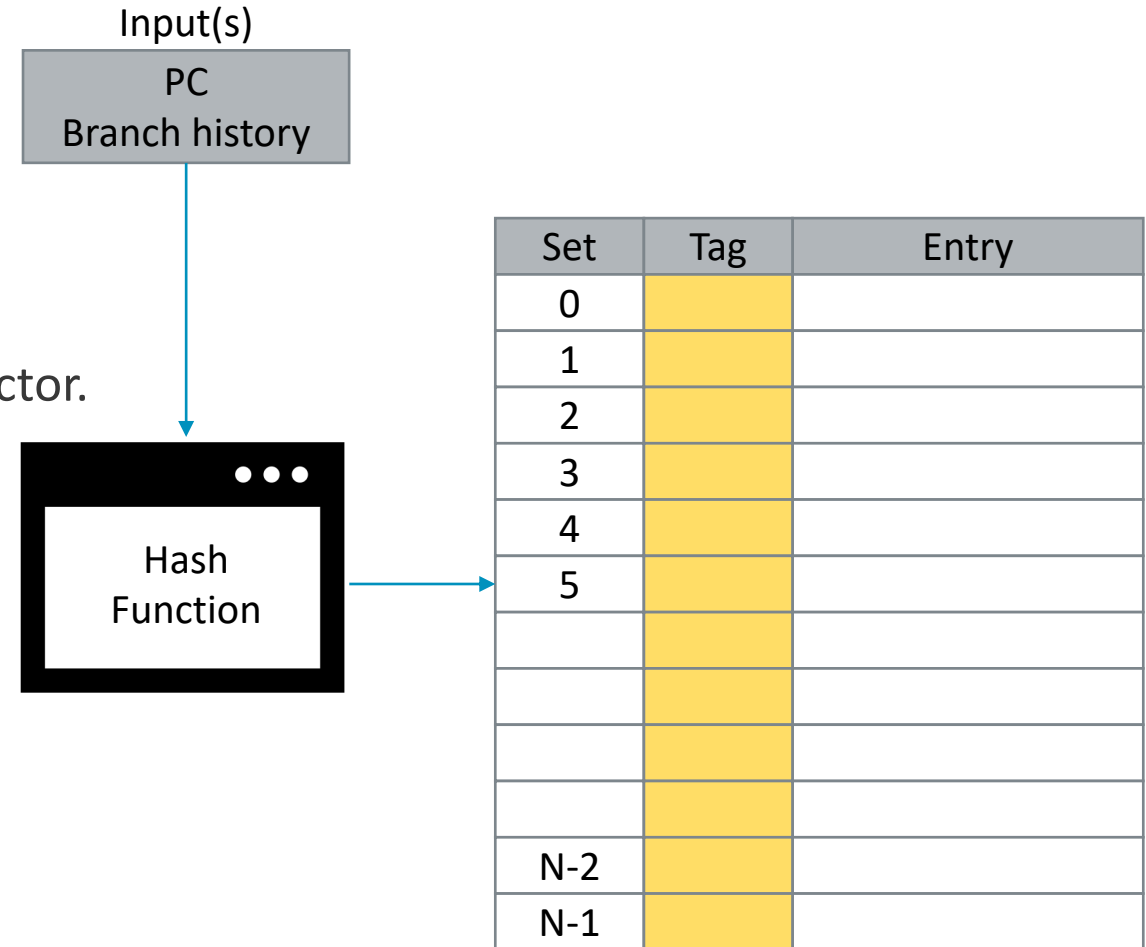 Input(s)
PC
Branch history
ctor.
Hash
Function
Set Tag Entry
0
1
2
3
4
5
N-2
N-1